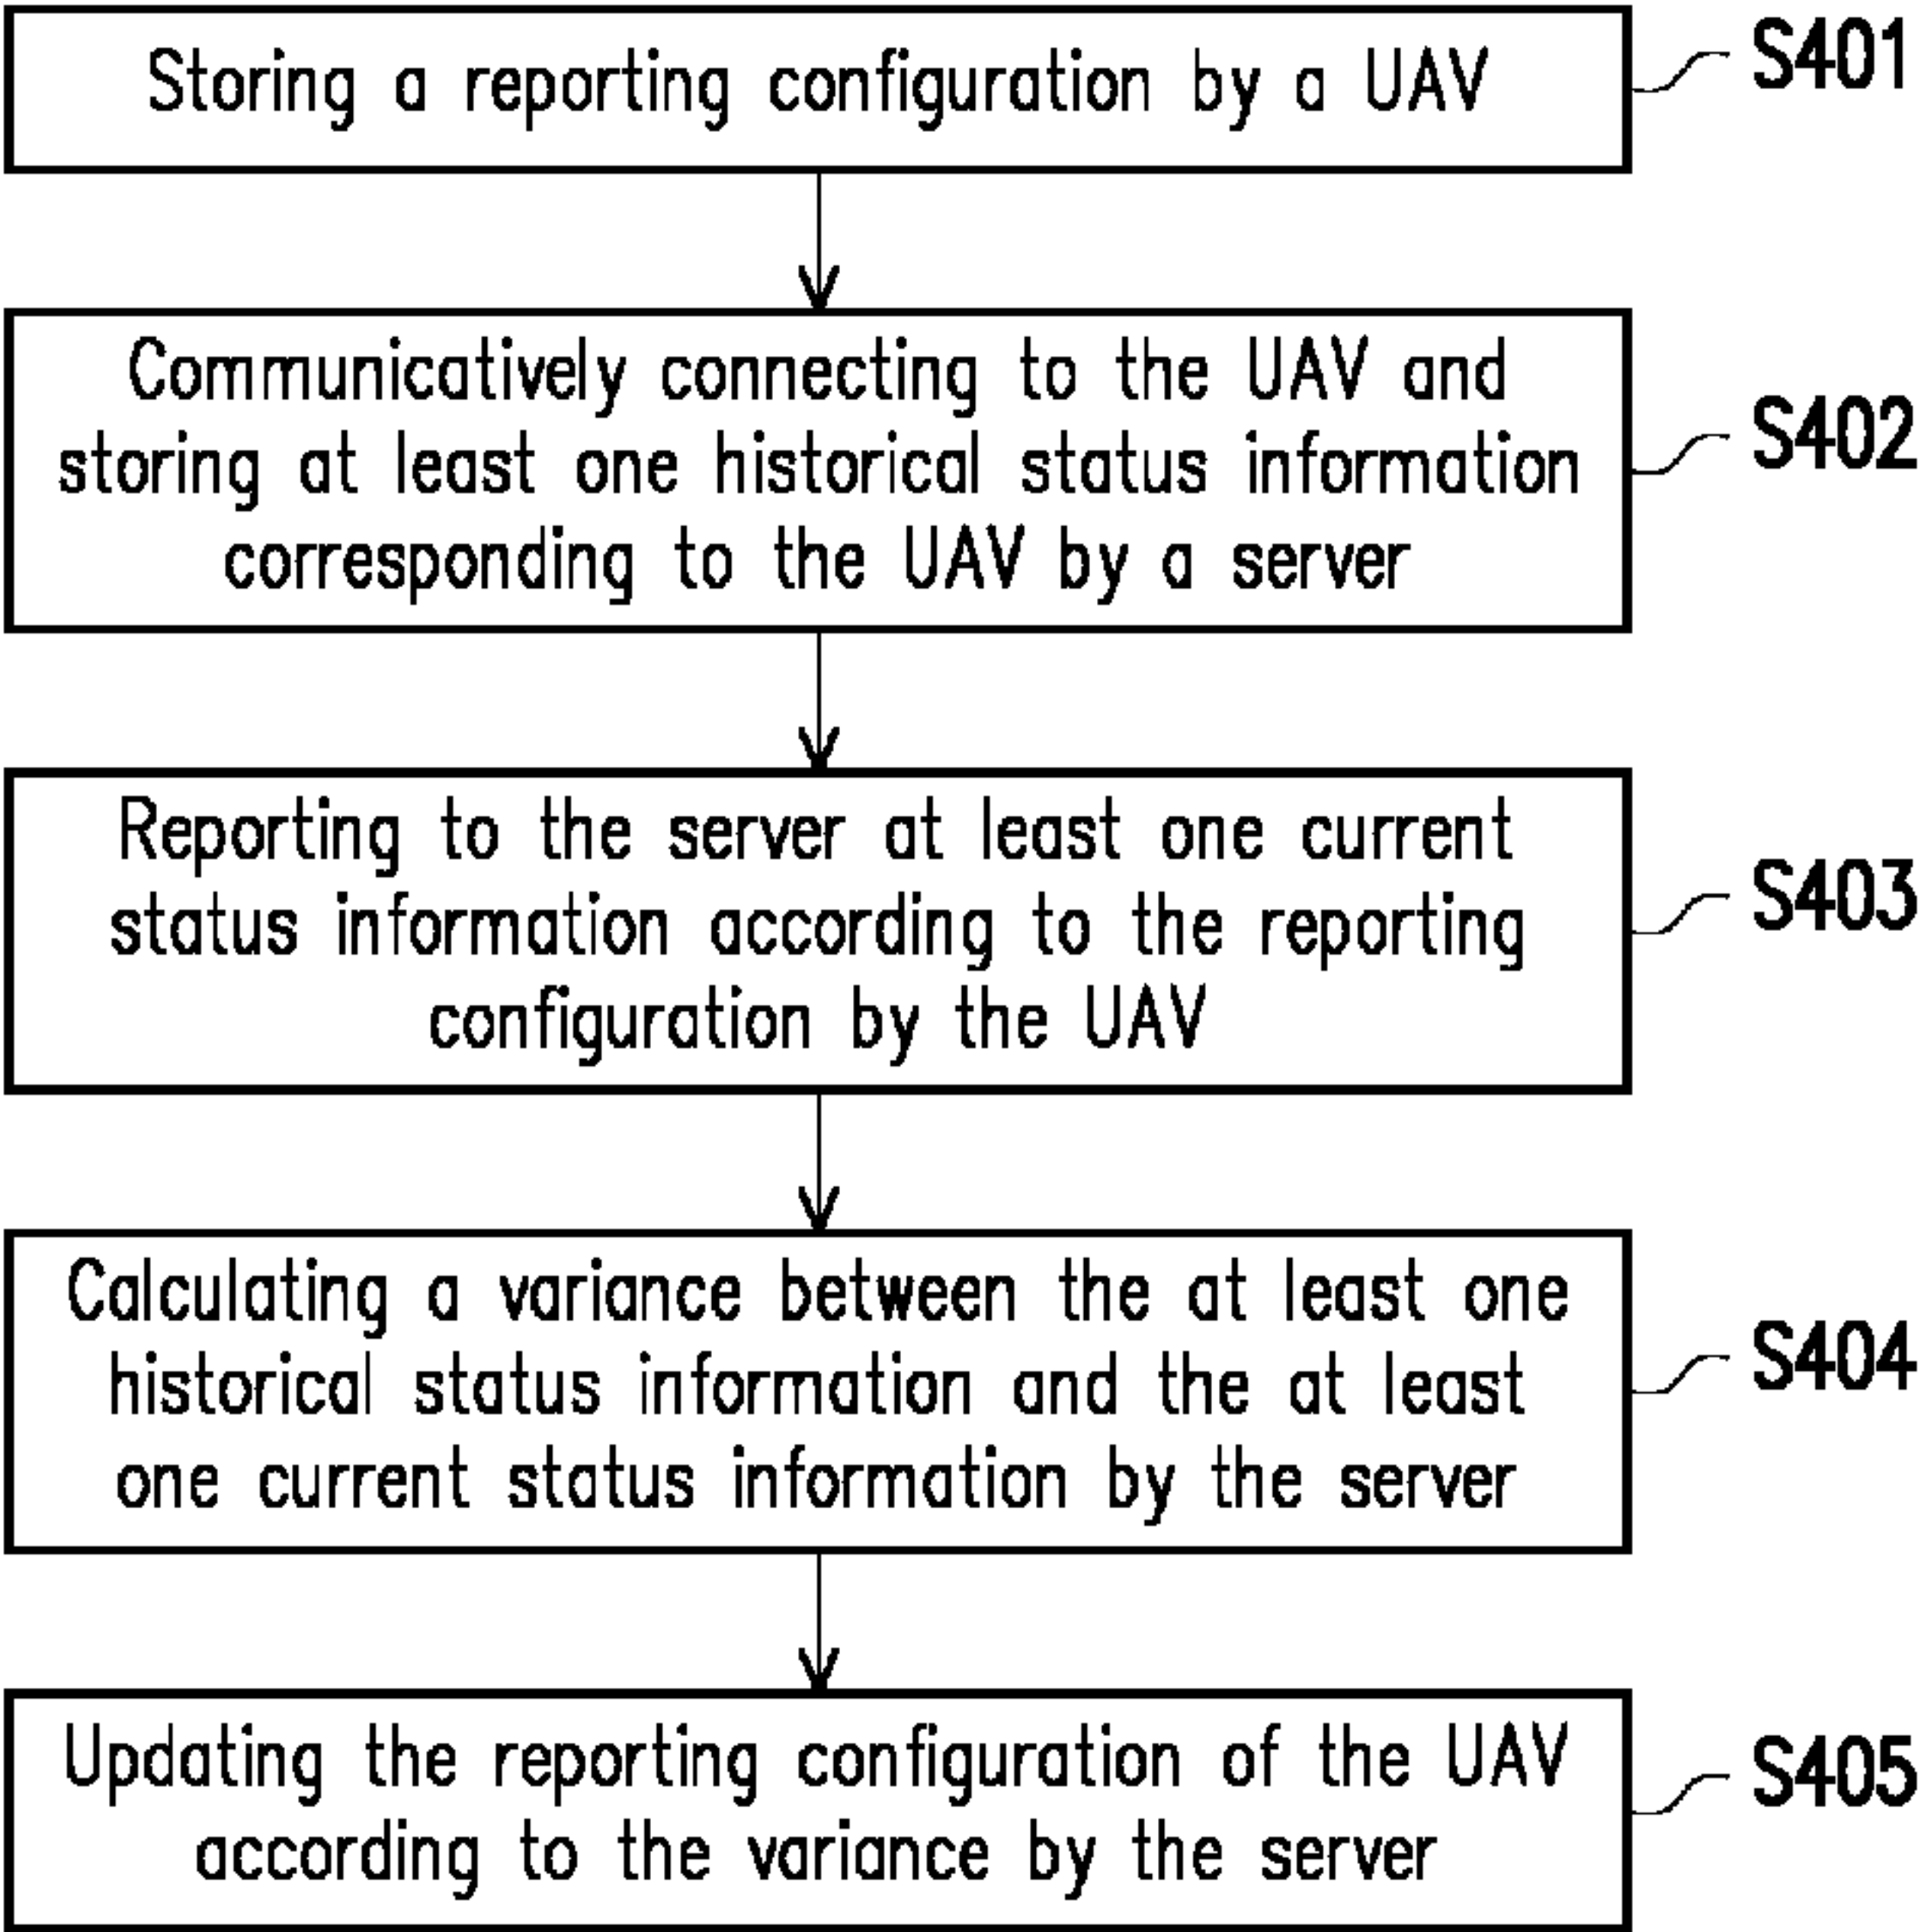 Storing a reporting configuration by a UAV
S401
Communicatively connecting to the UAV and
storing at least one historical status information
corresponding to the UAV by a server
S402
Reporting to the server at least one current
status information according to the reporting
configuration by the UAV
S403
Calculating a variance between the at least one
historical status information and the at least
one current status information by the server
S404
Updating the reporting configuration of the UAV
according to the variance by the server
S405